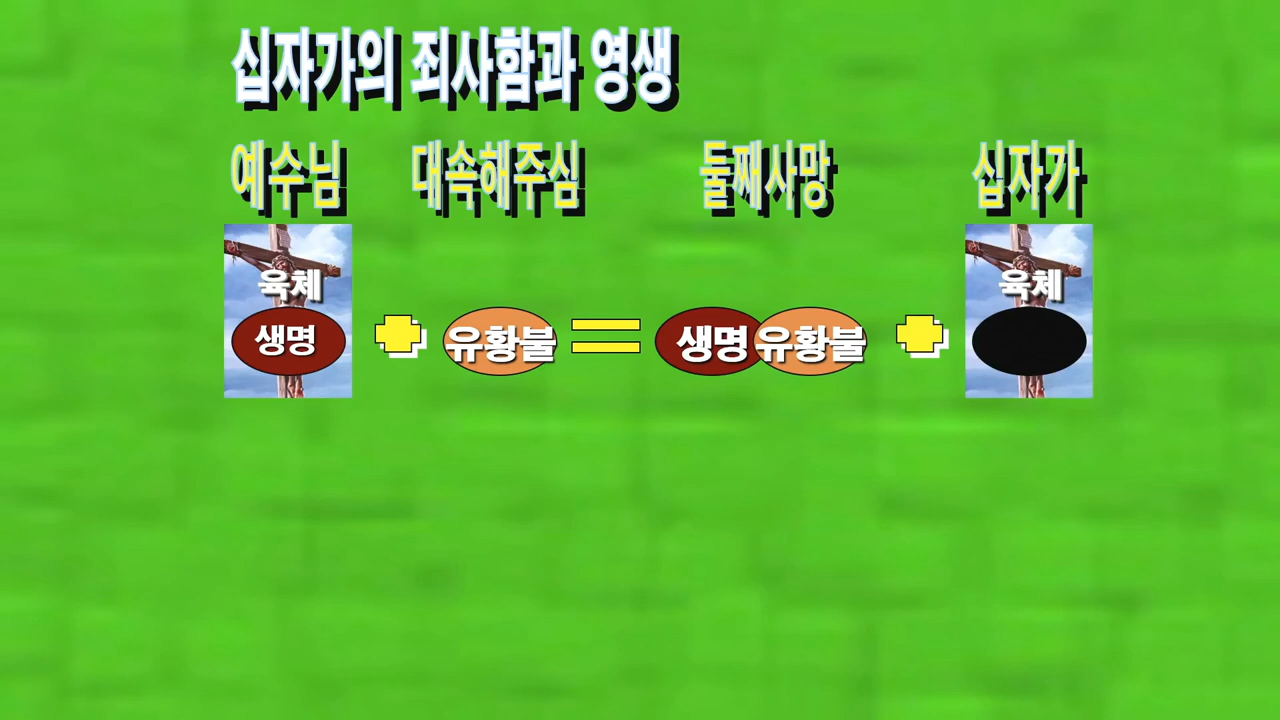 십자가의 죄사함과 영생
예수님 대속해주심 둘째사망 십자가
육체 육체
생명 유황불 생명 유황불